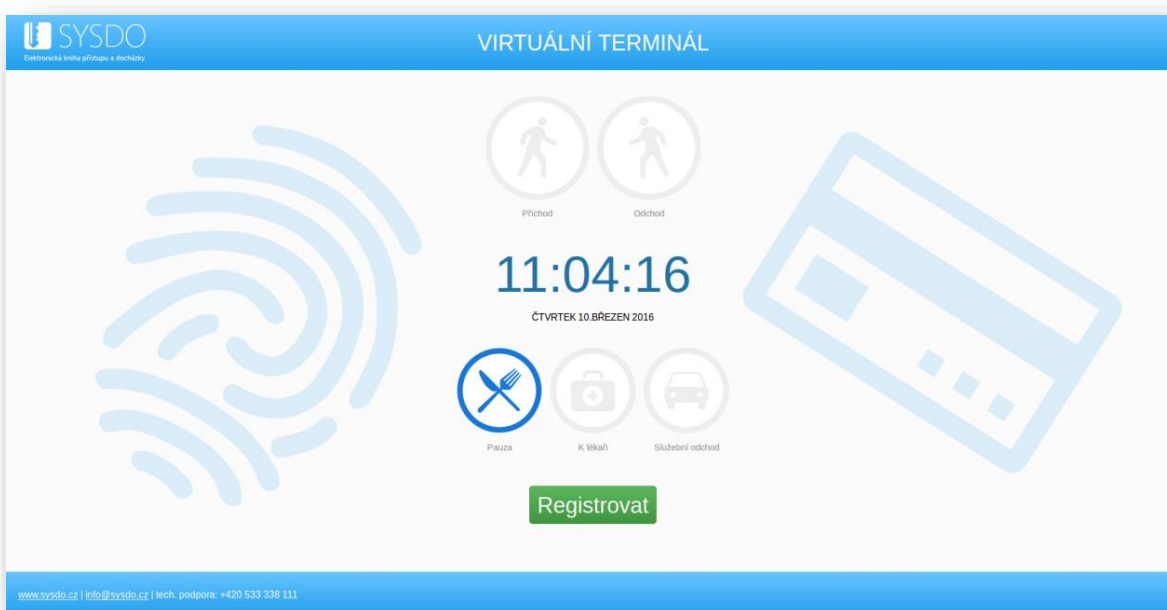 SYSDO
Elektronická kniha přístupu a docházky
VIRTUÁLNÍ TERMINÁL
Příchod
Odchod
11:04:16
ČTVRTEK 10.BŘEZEN 2016
Pauza
K lékaři
Služební odchod
Registrovat
www.sysdo.cz | info@sysdo.cz | tech. podpora: +420 533 338 111